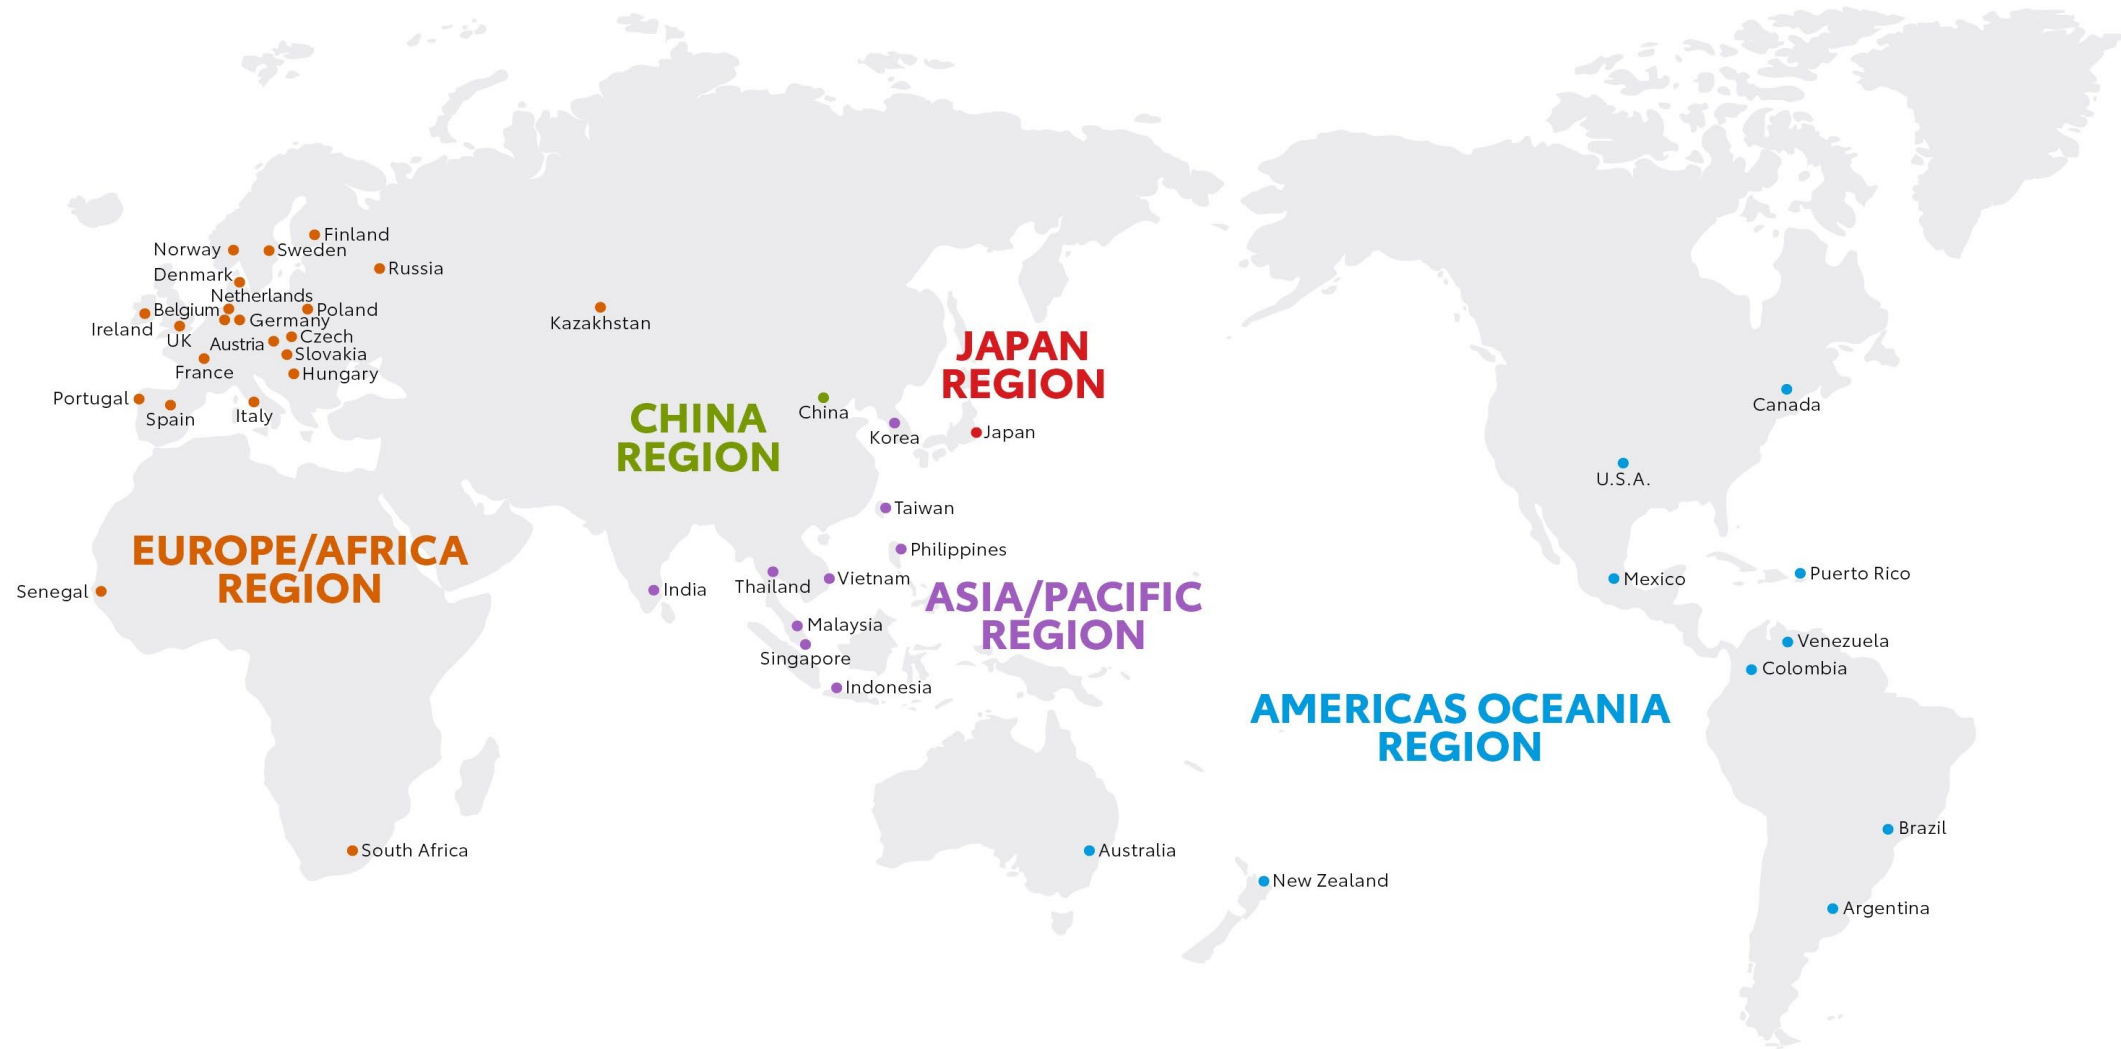 Finland
Norway
Sweden
Denmark
Russia
Netherlands
Belgium
Poland
Ireland
Germany
UK
Austria
Czech
Slovakia
France
Hungary
Portugal
Spain
Italy
Kazakhstan
JAPAN
REGION
CHINA
REGION
China
Korea
Japan
Canada
U.S.A.
Taiwan
Philippines
EUROPE/AFRICA
REGION
Senegal
India
Thailand
Vietnam
ASIA/PACIFIC
REGION
Malaysia
Singapore
Indonesia
Mexico
Puerto Rico
Venezuela
Colombia
AMERICAS OCEANIA
REGION
South Africa
Australia
New Zealand
Brazil
Argentina